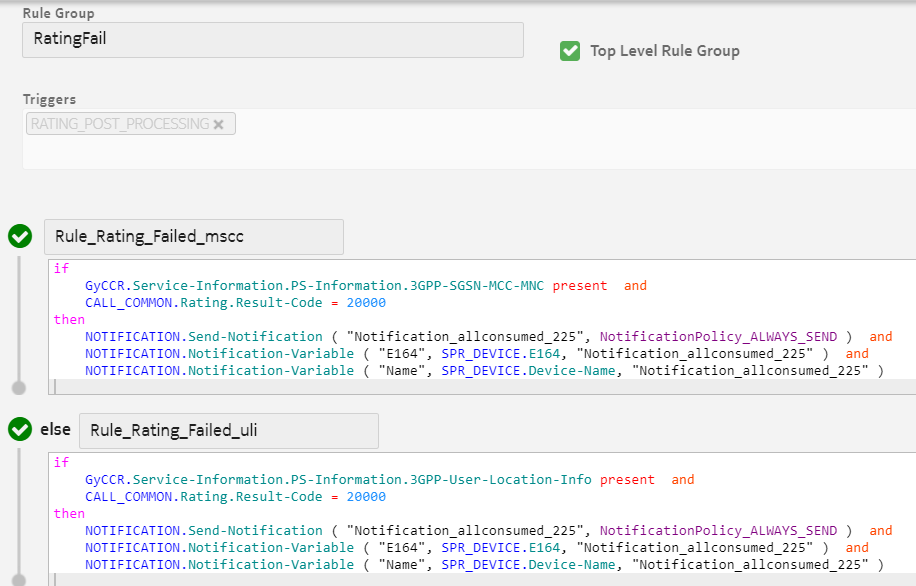 Rule Group
RatingFail
Top Level Rule Group
Triggers
RATING_POST_PROCESSING
Rule_Rating_Failed_mscc
if
GyCCR.Service-Information.PS-Information.3GPP-SGSN-MCC-MNC present and
CALL_COMMON.Rating.Result-Code = 20000
then
NOTIFICATION.Send-Notification ( "Notification_allconsumed_225", NotificationPolicy_ALWAYS_SEND ) and
NOTIFICATION.Notification-Variable ( "E164", SPR_DEVICE.E164, "Notification_allconsumed_225" ) and
NOTIFICATION.Notification-Variable ( "Name", SPR_DEVICE.Device-Name, "Notification_allconsumed_225" )
else Rule_Rating_Failed_uli
if
GyCCR.Service-Information.PS-Information.3GPP-User-Location-Info present and
CALL_COMMON.Rating.Result-Code = 20000
then
NOTIFICATION.Send-Notification ( "Notification_allconsumed_225", NotificationPolicy_ALWAYS_SEND ) and
NOTIFICATION.Notification-Variable ( "E164", SPR_DEVICE.E164, "Notification_allconsumed_225" ) and
NOTIFICATION.Notification-Variable ( "Name", SPR_DEVICE.Device-Name, "Notification_allconsumed_225" )